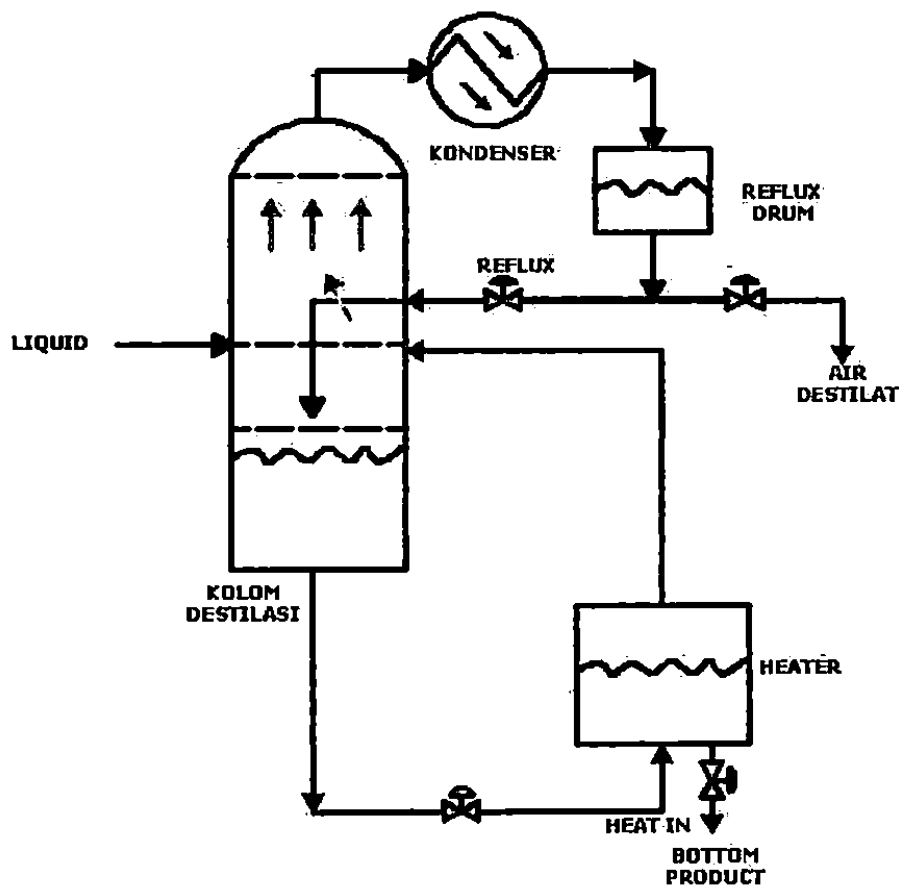 KONDENSER
REFLUX
DRUM
REFLUX
LIQUID
AIR
DESTILAT
KOLOM
DESTILASI
HEATER
HEAT IN
BOTTOM
PRODUCT